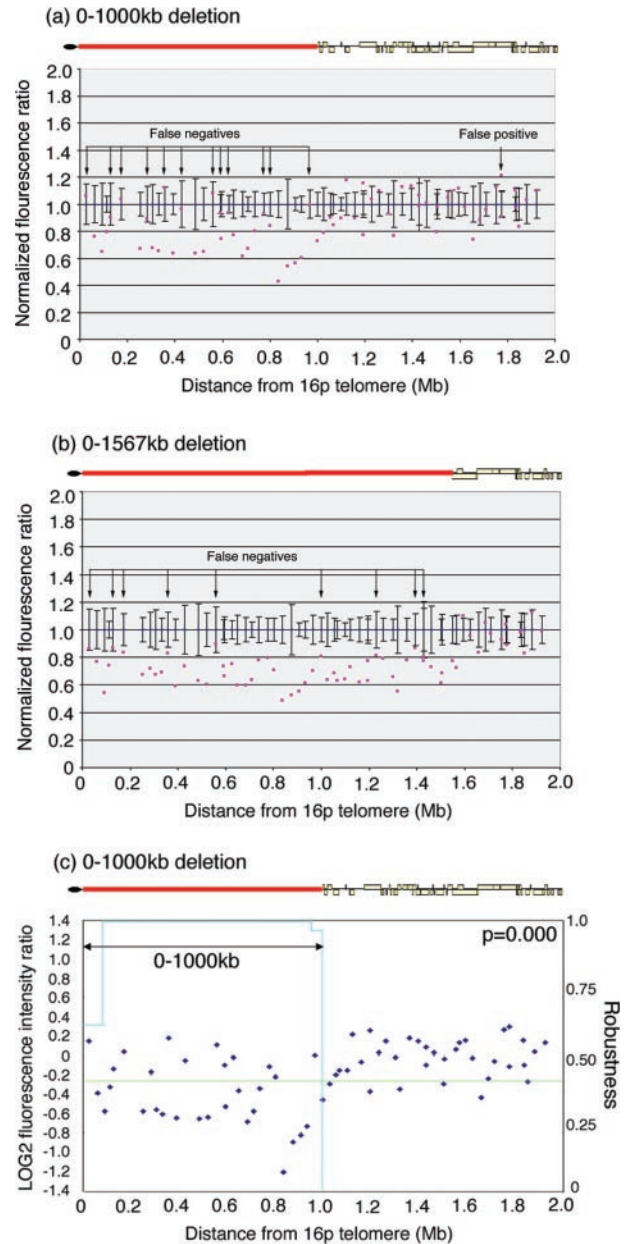 (a) 0-1000kb deletion
Normalized flourescence ratio
2.0
1.8
1.6
1.4
1.2
1.0
0.8
0.6
0.4
0.2
0
False negatives
False positive
0 0.2 0.4 0.6 0.8 1.0 1.2 1.4 1.6 1.8 2.0
Distance from 16p telomere (Mb)
(b) 0-1567kb deletion
Normalized flourescence ratio
2.0
1.8
1.6
1.4
1.2
1.0
0.8
0.6
0.4
0.2
0
False negatives
0 0.2 0.4 0.6 0.8 1.0 1.2 1.4 1.6 1.8 2.0
Distance from 16p telomere (Mb)
(c) 0-1000kb deletion
LOG2 fluorescence intensity ratio
1.4
1.2
1.0
0.8
0.6
0.4
0.2
0
-0.2
-0.4
-0.6
-0.8
-1.0
-1.2
-1.4
0-1000kb
p=0.000
1.0
0.75
0.50
0.25
0
Robustness
0 0.2 0.4 0.6 0.8 1.0 1.2 1.4 1.6 1.8 2.0
Distance from 16p telomere (Mb)